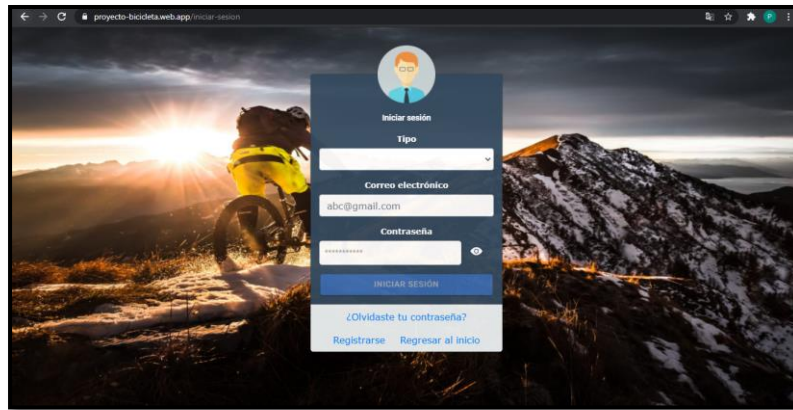 proyecto-bicicleta.web.app/iniciar-sesion
P
Iniciar sesión
Tipo
Correo electrónico
abc@gmail.com
Contraseña
***********
INICIAR SESIÓN
¿Olvidaste tu contraseña?
Registrarse Regresar al inicio